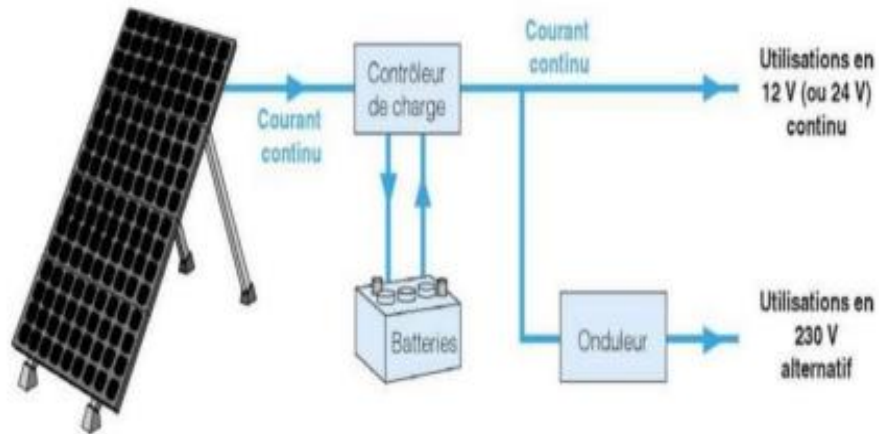 Courant
continu
Contrôleur
de charge
Courant
continu
Utilisations en
12 V (ou 24 V)
continu
Batteries
Onduleur
Utilisations en
230 V
alternatif